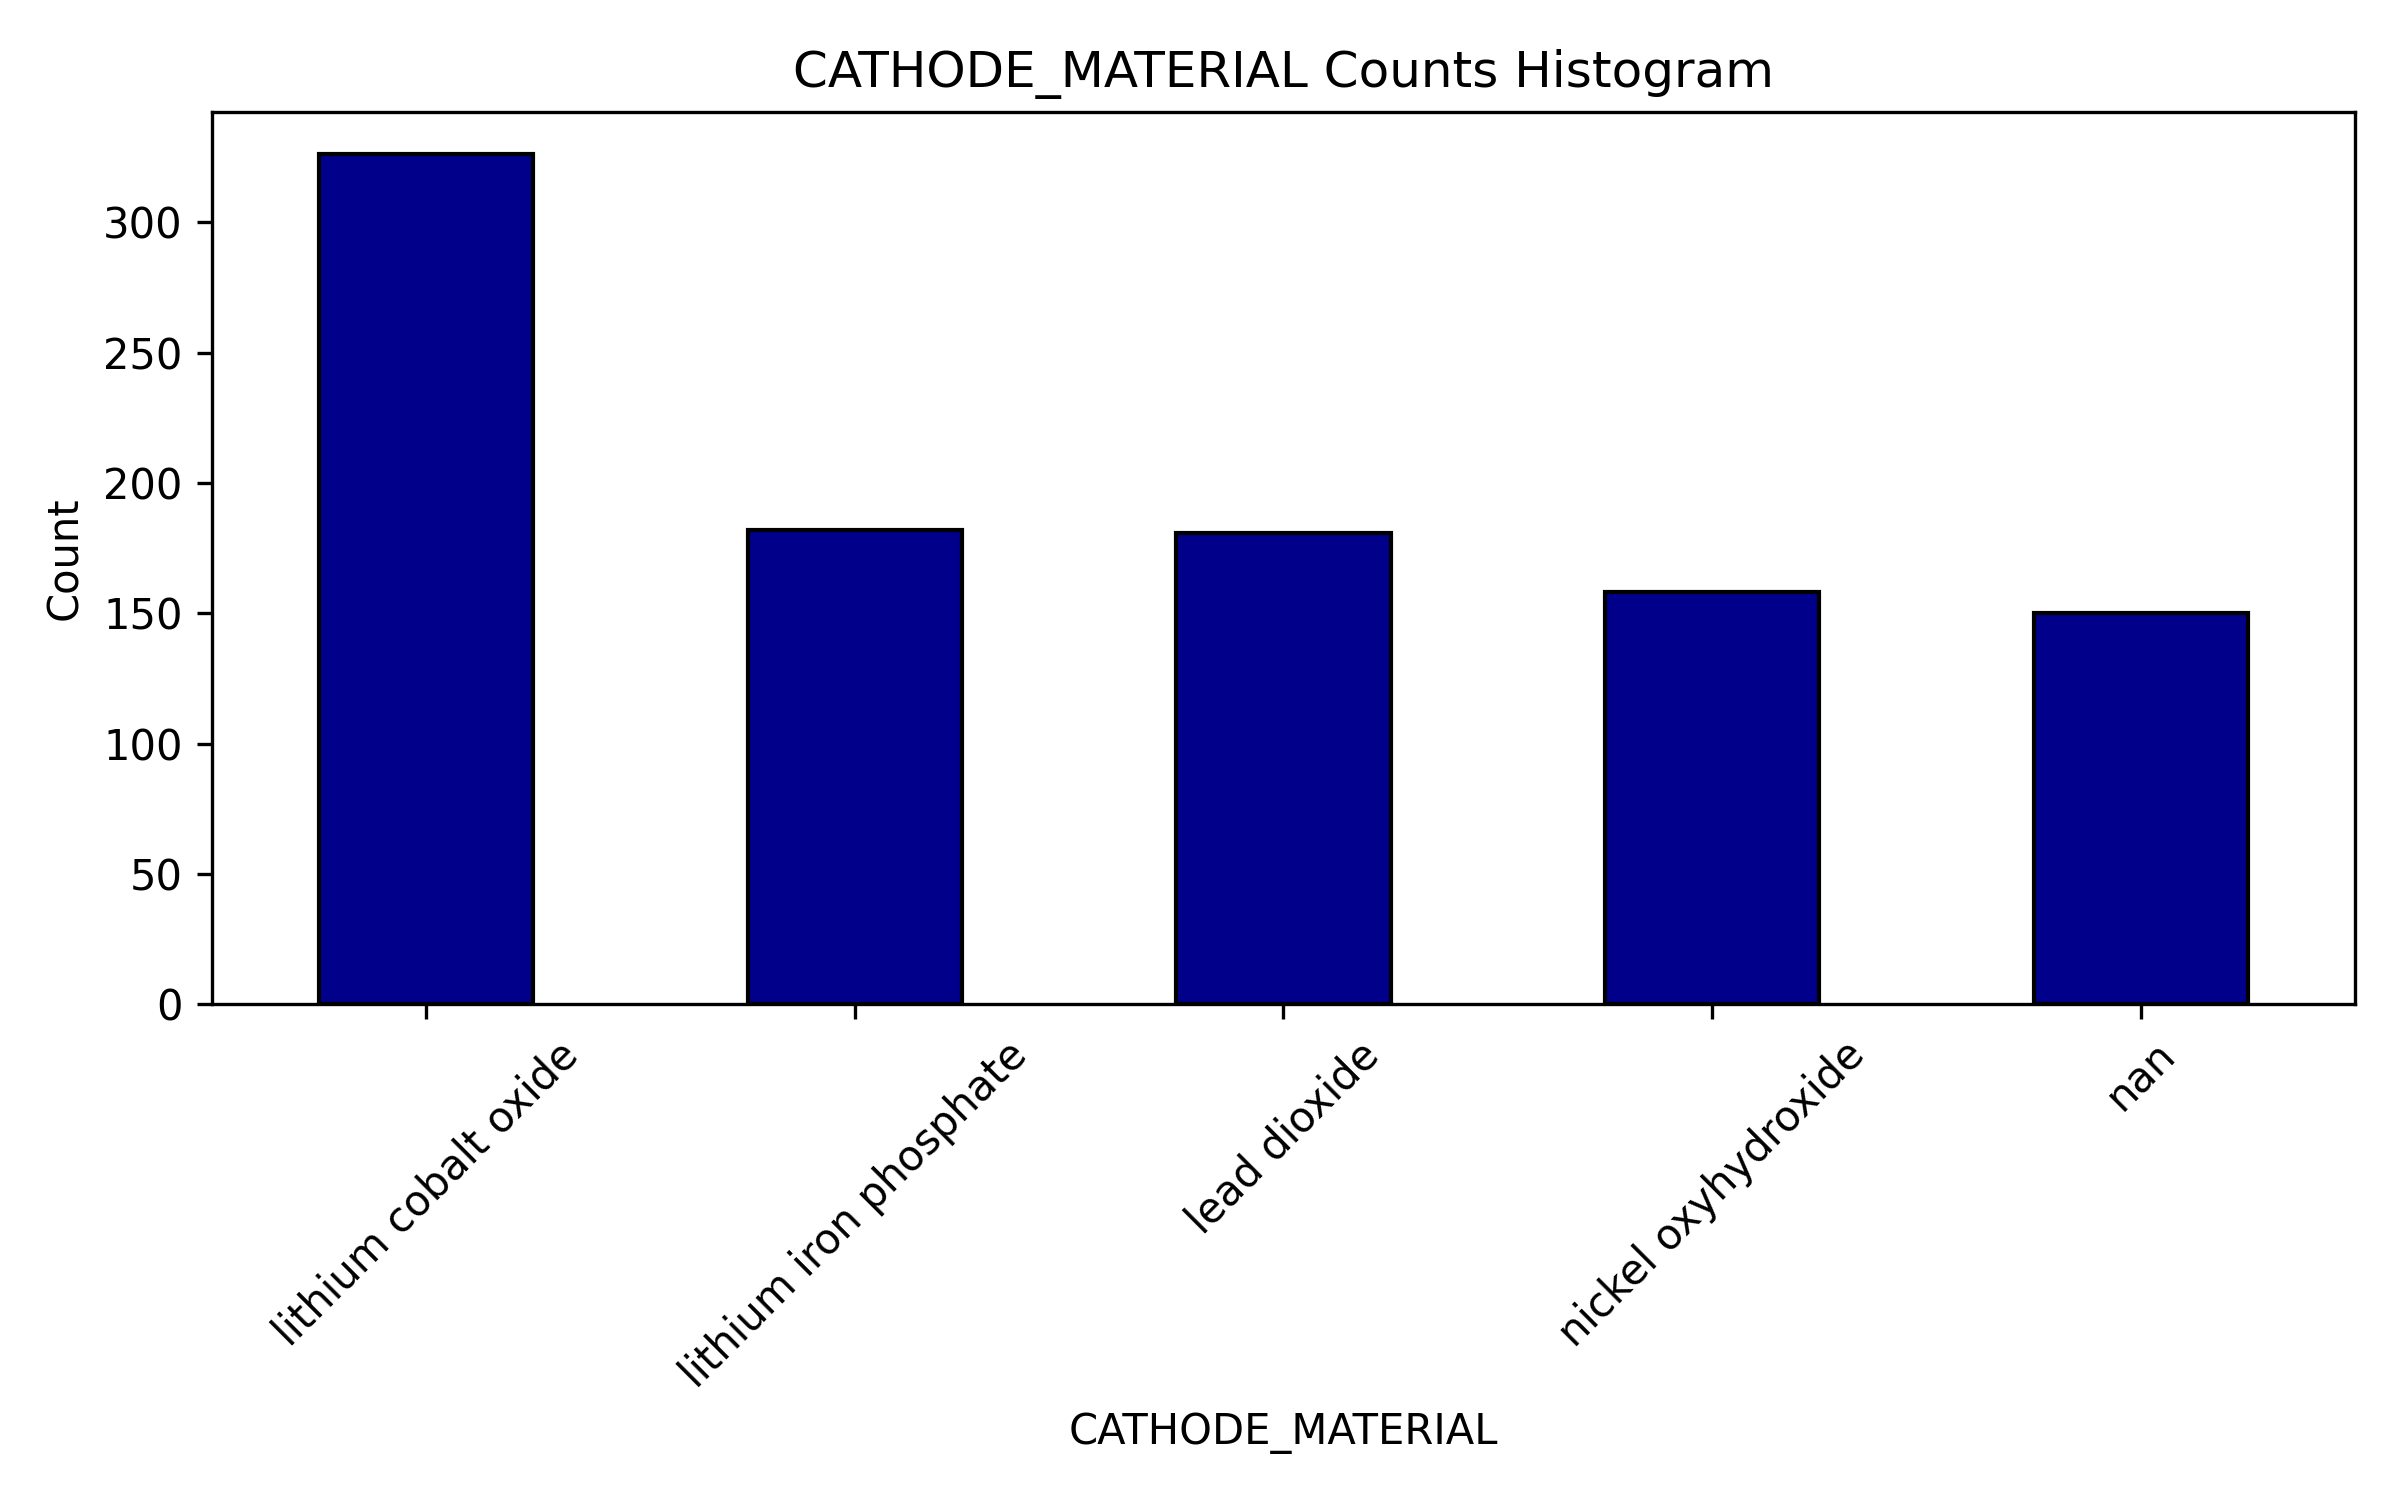 CATHODE_MATERIAL Counts Histogram
Count
300
250
200
150
100
50
0
lithium cobalt oxide
lithium iron phosphate
lead dioxide
nickel oxyhydroxide
nan
CATHODE_MATERIAL